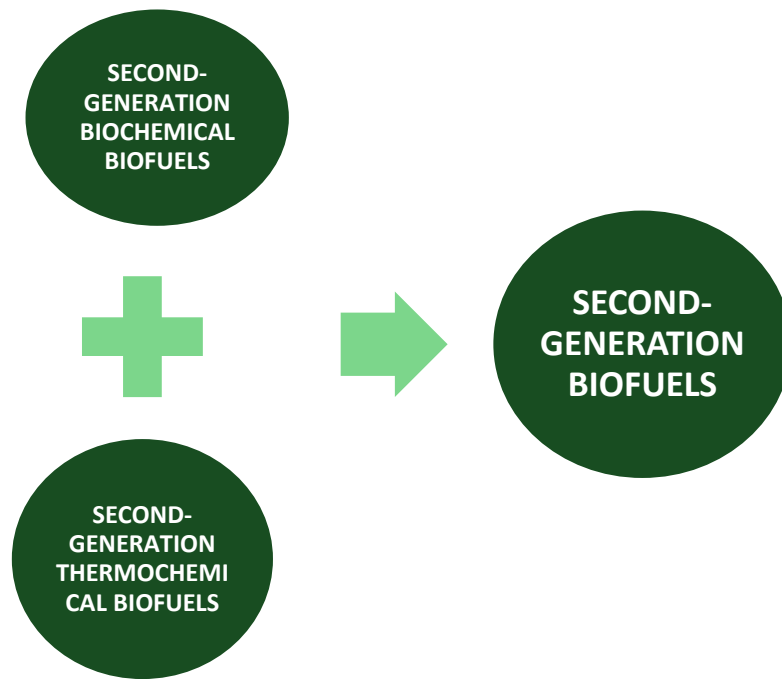 SECOND-
GENERATION
BIOCHEMICAL
BIOFUELS
SECOND-
GENERATION
THERMOCHEMI
CAL BIOFUELS
SECOND-
GENERATION
BIOFUELS